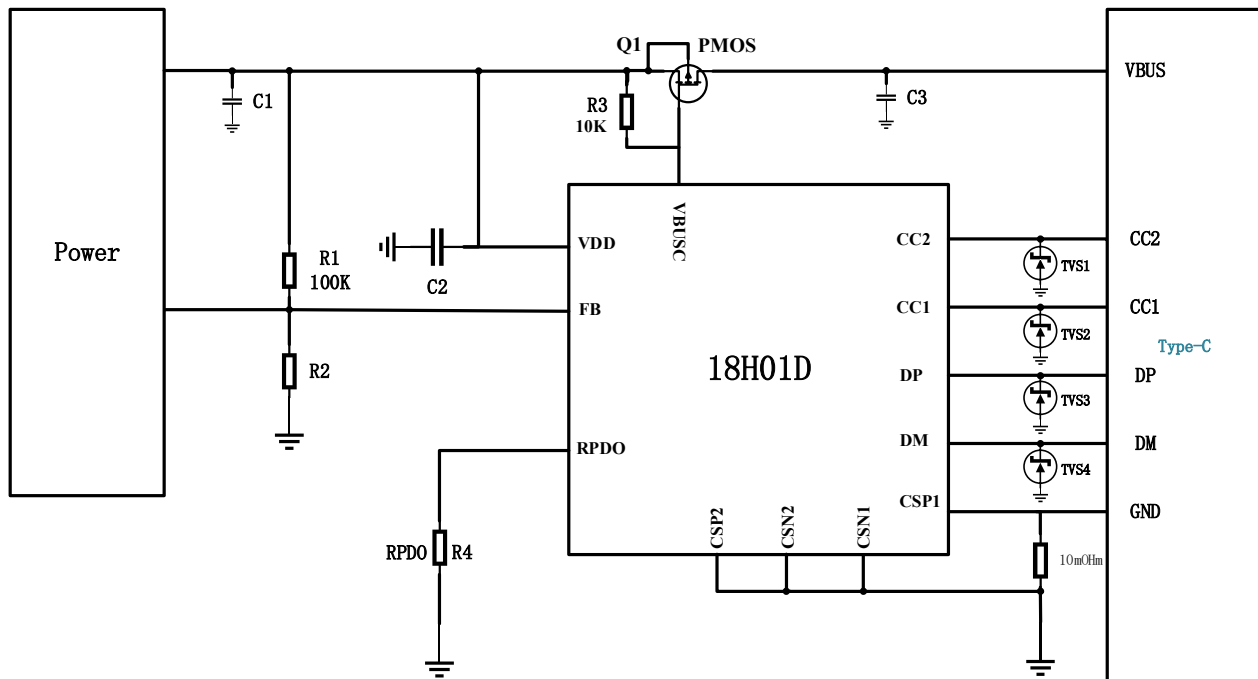 Q1
PMOS
VBUS
C1
R3
10K
C3
VBUSC
Power
VDD
CC2
CC2
TVS1
R1
100K
C2
FB
CC1
CC1
TVS2
Type-C
18H01D
R2
DP
DP
TVS3
RPDO
DM
DM
TVS4
CSP1
GND
CSP2
CSN2
CSN1
RPDO
R4
10mOHm